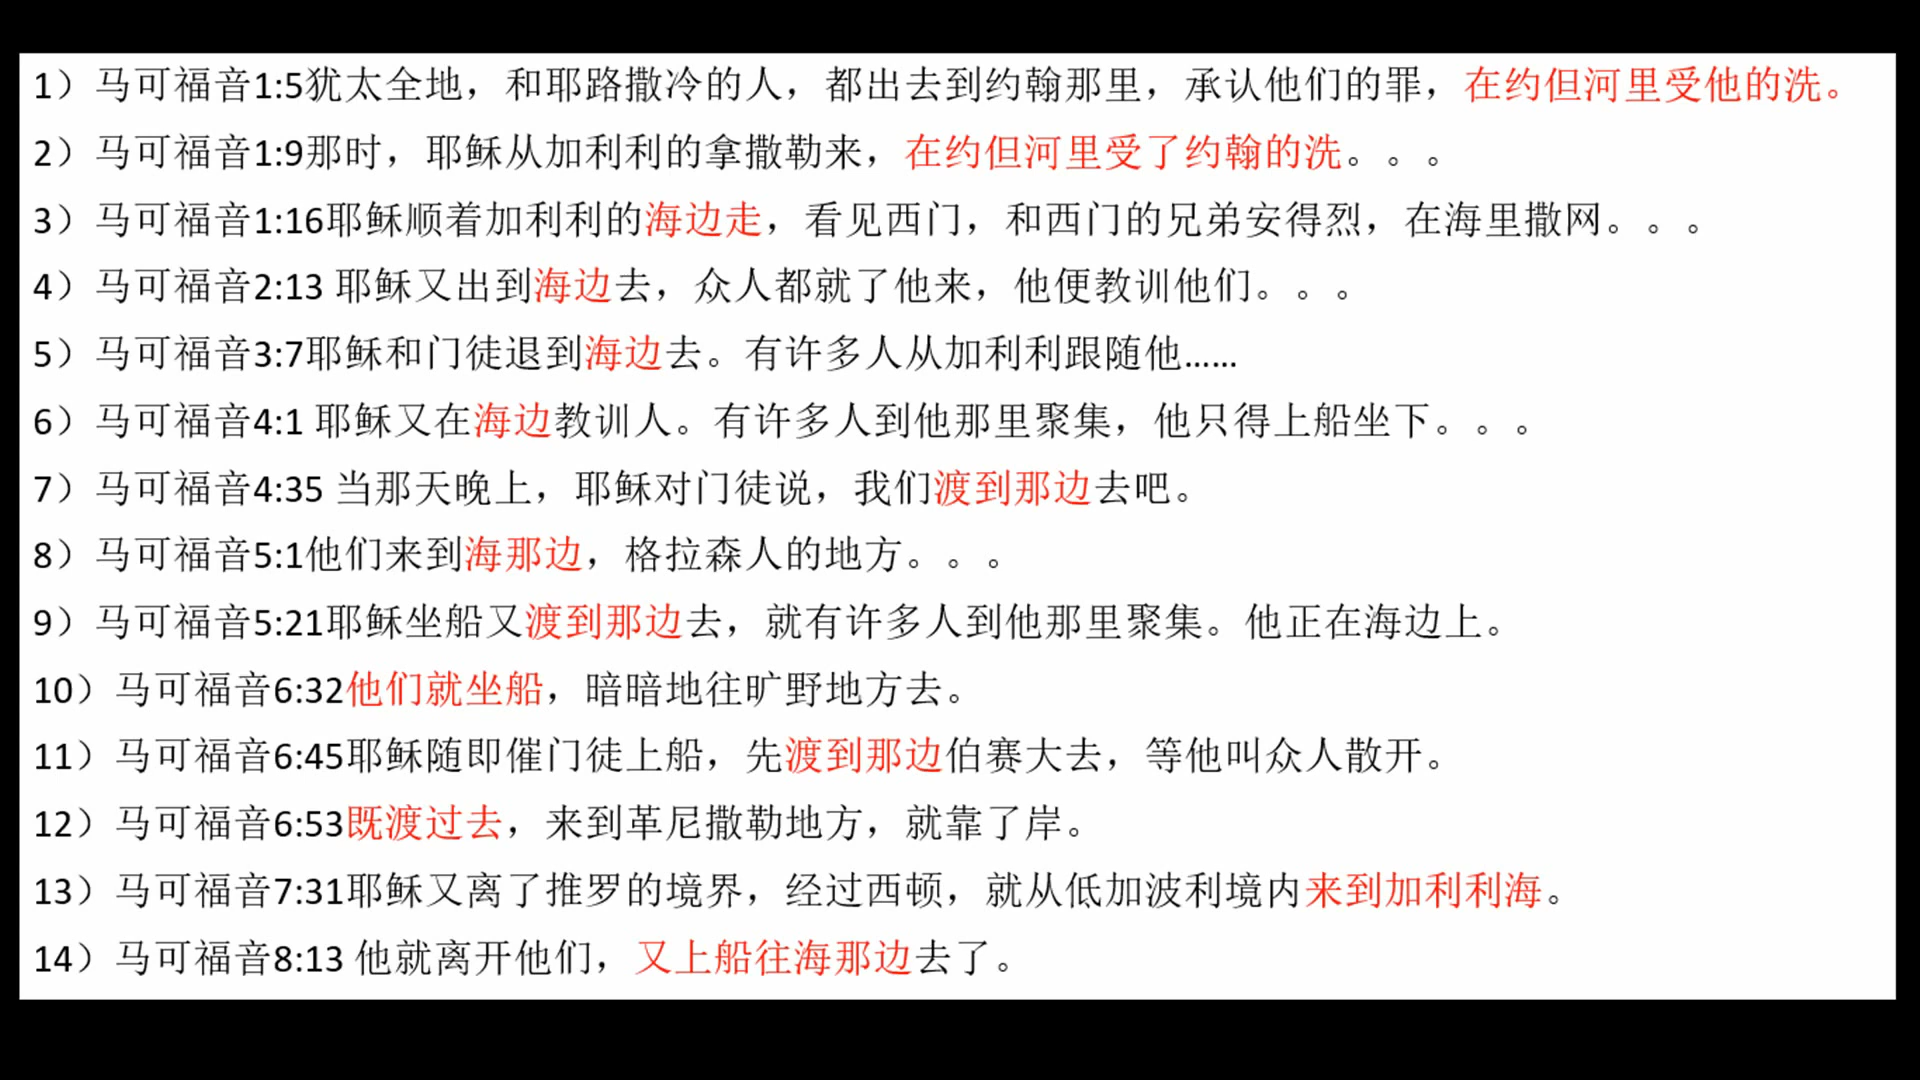 1）马可福音1:5犹太全地，和耶路撒冷的人，都出去到约翰那里，承认他们的罪，在约但河里受他的洗。
2）马可福音1:9那时，耶稣从加利利的拿撒勒来，在约但河里受了约翰的洗。。。
3）马可福音1:16耶稣顺着加利利的海边走，看见西门，和西门的兄弟安得烈，在海里撒网。。。
4）马可福音2:13 耶稣又出到海边去，众人都就了他来，他便教训他们。。。
5）马可福音3:7耶稣和门徒退到海边去。有许多人从加利利跟随他……
6）马可福音4:1 耶稣又在海边教训人。有许多人到他那里聚集，他只得上船坐下。。。
7）马可福音4:35 当那天晚上，耶稣对门徒说，我们渡到那边去吧。
8）马可福音5:1他们来到海那边，格拉森人的地方。。。
9）马可福音5:21耶稣坐船又渡到那边去，就有许多人到他那里聚集。他正在海边上。
10）马可福音6:32他们就坐船，暗暗地往旷野地方去。
11）马可福音6:45耶稣随即催门徒上船，先渡到那边伯赛大去，等他叫众人散开。
12）马可福音6:53既渡过去，来到革尼撒勒地方，就靠了岸。
13）马可福音7:31耶稣又离了推罗的境界，经过西顿，就从低加波利境内来到加利利海。
14）马可福音8:13 他就离开他们，又上船往海那边去了。